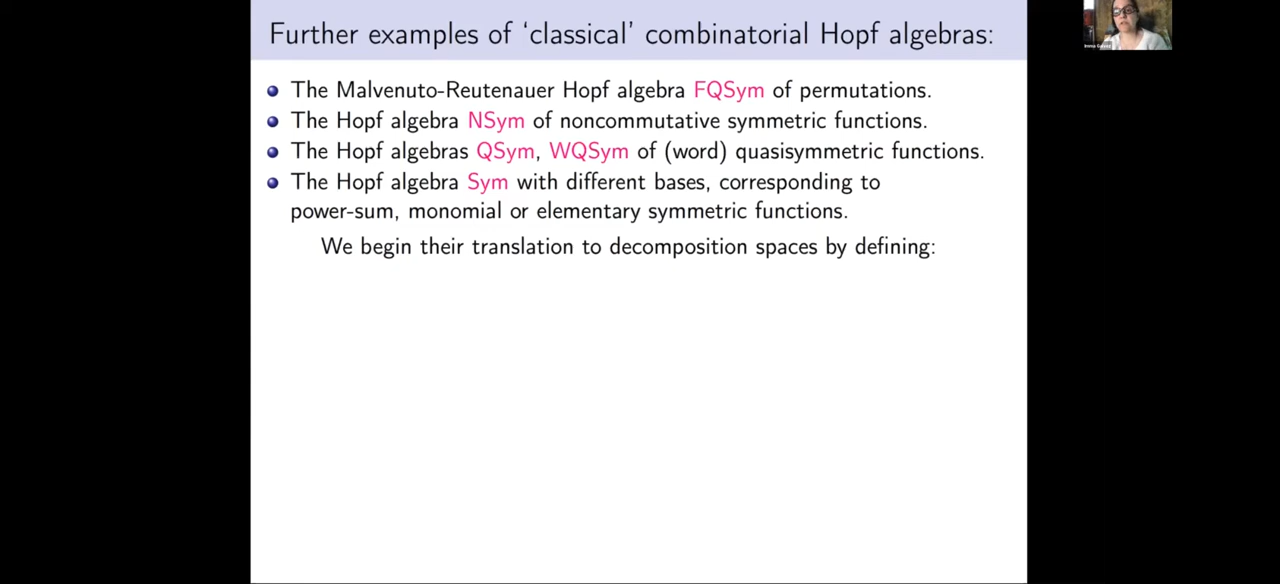 Further examples of ‘classical’ combinatorial Hopf algebras:
The Malvenuto-Reutenauer Hopf algebra FQSym of permutations.
The Hopf algebra NSym of noncommutative symmetric functions.
The Hopf algebras QSym, WQSym of (word) quasisymmetric functions.
The Hopf algebra Sym with different bases, corresponding to
power-sum, monomial or elementary symmetric functions.
We begin their translation to decomposition spaces by defining: